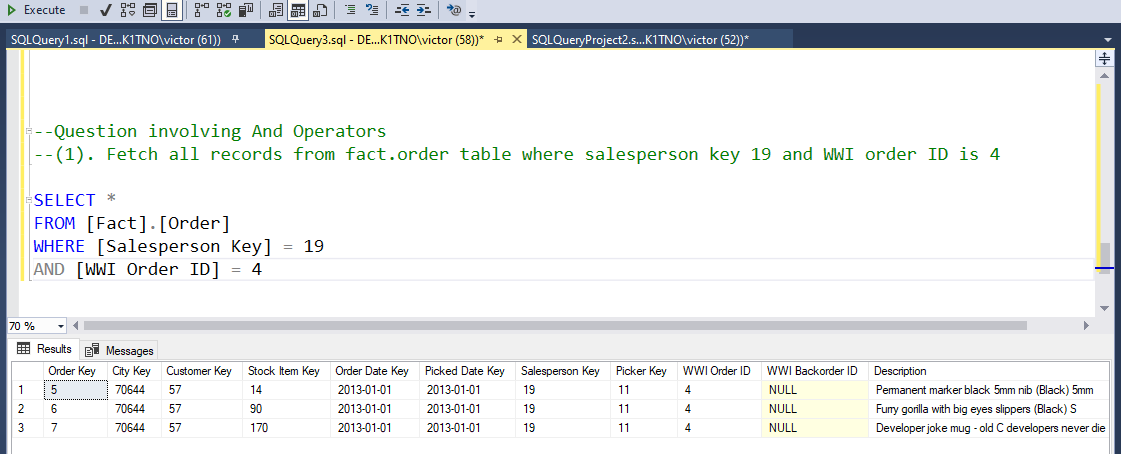 Execute
SQLQuery1.sql - DE...K1TNO\victor (61))
SQLQuery3.sql - DE...K1TNO\victor (58))*
SQLQueryProject2.s...K1TNO\victor (52))*
--Question involving And Operators
--(1). Fetch all records from fact.order table where salesperson key 19 and WWI order ID is 4
SELECT *
FROM [Fact].[Order]
WHERE [Salesperson Key] = 19
AND [WWI Order ID] = 4
70 %
Results Messages
Order Key City Key Customer Key Stock Item Key Order Date Key Picked Date Key Salesperson Key Picker Key WWI Order ID WWI Backorder ID Description
1 5 70644 57 14 2013-01-01 2013-01-01 19 11 4 NULL Permanent marker black 5mm nib (Black) 5mm
2 6 70644 57 90 2013-01-01 2013-01-01 19 11 4 NULL Furry gorilla with big eyes slippers (Black) S
3 7 70644 57 170 2013-01-01 2013-01-01 19 11 4 NULL Developer joke mug - old C developers never die